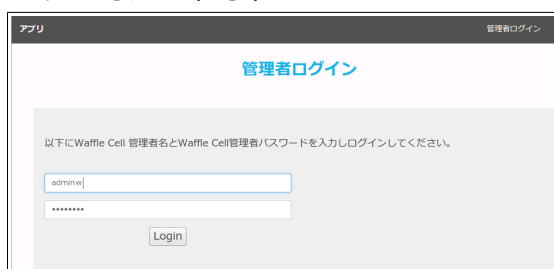 アプリ
管理者ログイン
管理者ログイン
以下にWaffle Cell 管理者名とWaffle Cell管理者パスワードを入力しログインしてください。
adminw
••••••••
Login